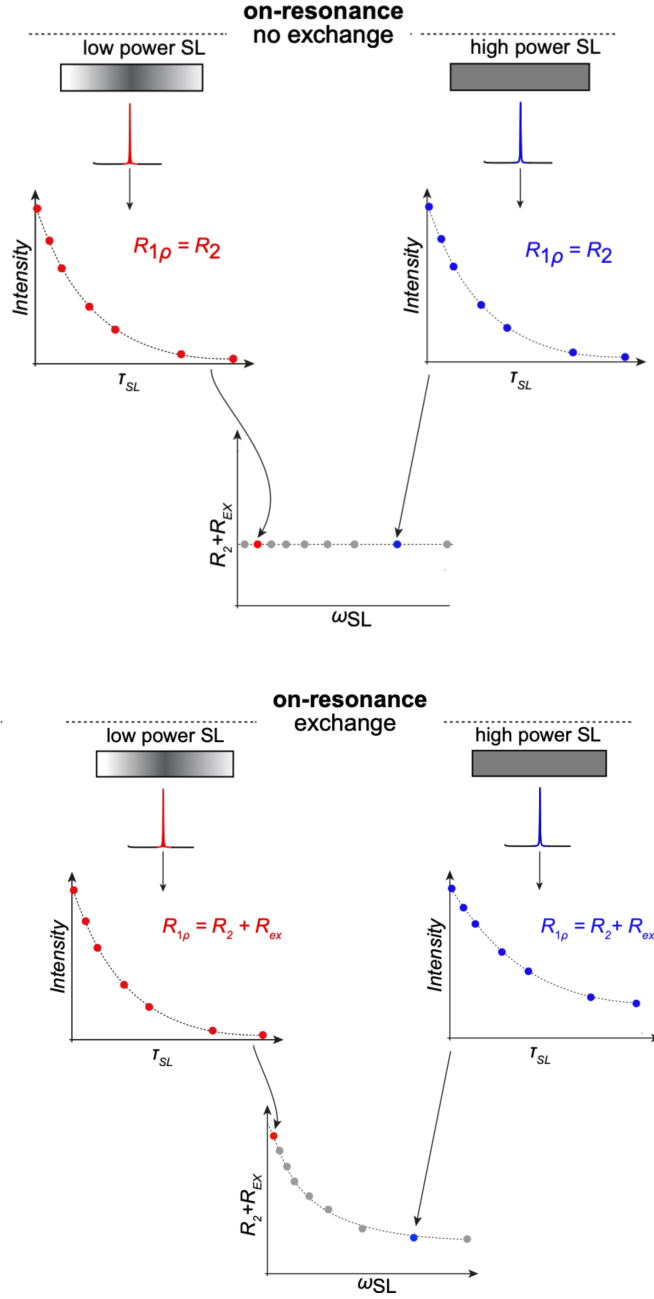 on-resonance
no exchange
low power SL
high power SL
Intensity
R1ρ = R2
τSL
Intensity
R1ρ = R2
τSL
R2+REX
ωSL
on-resonance
exchange
low power SL
high power SL
Intensity
R1ρ = R2 + Rex
τSL
Intensity
R1ρ = R2+ Rex
τSL
R2+REX
ωSL